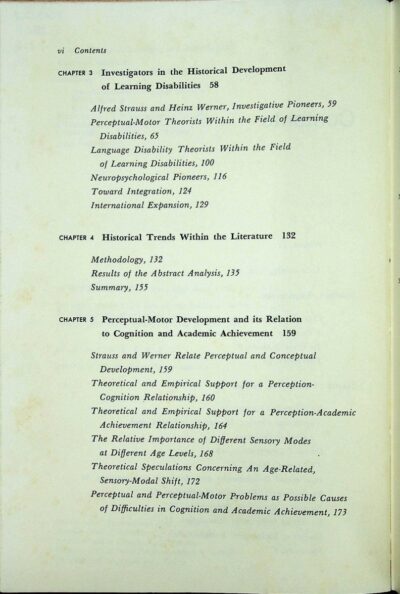 vi Contents
CHAPTER 3 Investigators in the Historical Development
of Learning Disabilities 58
Alfred Strauss and Heinz Werner, Investigative Pioneers, 59
Perceptual-Motor Theorists Within the Field of Learning
Disabilities, 65
Language Disability Theorists Within the Field
of Learning Disabilities, 100
Neuropsychological Pioneers, 116
Toward Integration, 124
International Expansion, 129
CHAPTER 4 Historical Trends Within the Literature 132
Methodology, 132
Results of the Abstract Analysis, 135
Summary, 155
CHAPTER 5 Perceptual-Motor Development and its Relation
to Cognition and Academic Achievement 159
Strauss and Werner Relate Perceptual and Conceptual
Development, 159
Theoretical and Empirical Support for a Perception-
Cognition Relationship, 160
Theoretical and Empirical Support for a Perception-Academic
Achievement Relationship, 164
The Relative Importance of Different Sensory Modes
at Different Age Levels, 168
Theoretical Speculations Concerning An Age-Related,
Sensory-Modal Shift, 172
Perceptual and Perceptual-Motor Problems as Possible Causes
of Difficulties in Cognition and Academic Achievement, 173